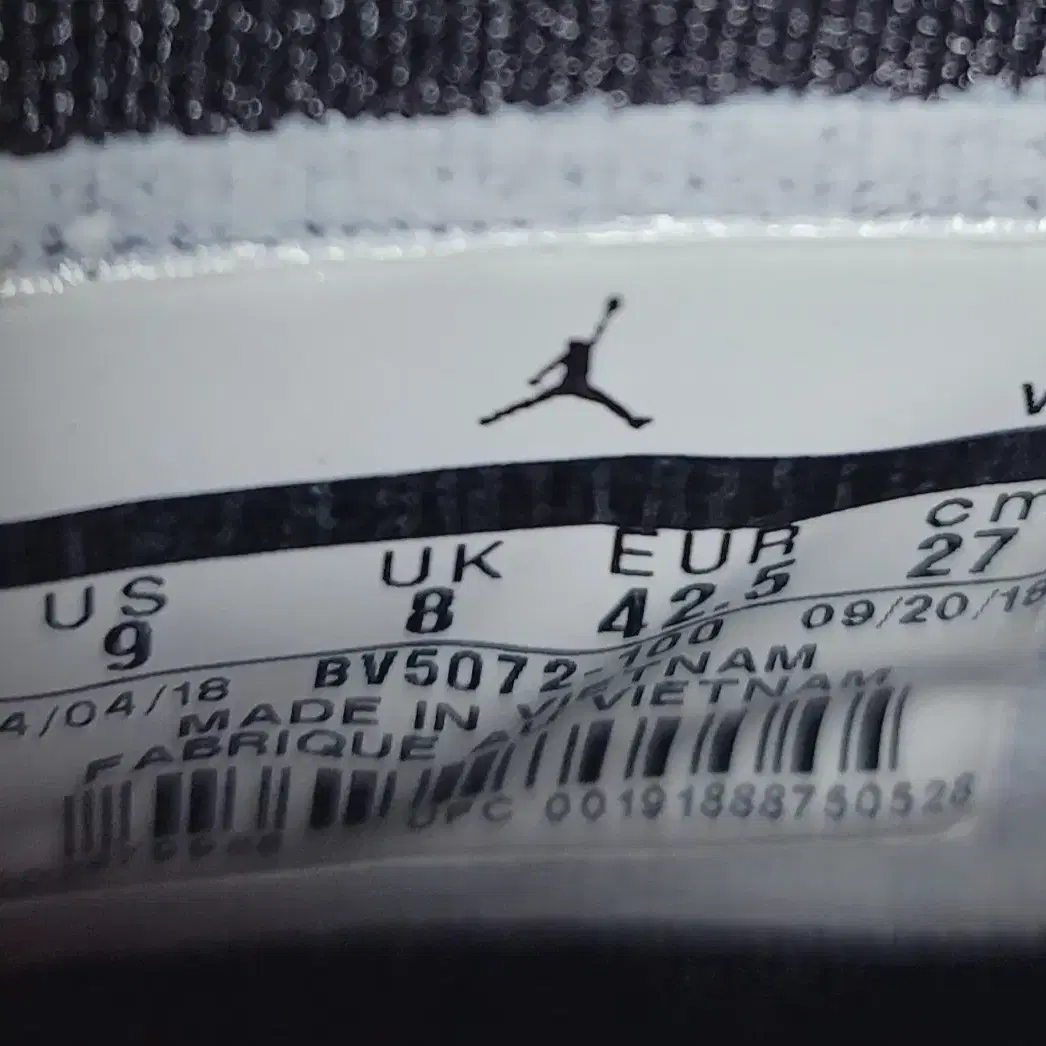 US UK EUR cm
9 8 42.5 27
4/04/18 09/20/18
BV5072-100
MADE IN VIETNAM
FABRIQUE AU VIETNAM
UPC 00191888750528